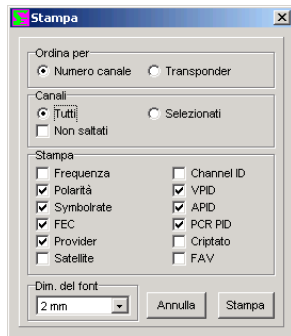 Stampa
Ordina per
Numero canale Transponder
Canali
Tutti Selezionati
Non saltati
Stampa
Frequenza Channel ID
Polarità VPID
Symbolrate APID
FEC PCR PID
Provider Criptato
Satellite FAV
Dim. del font
2 mm Annulla Stampa